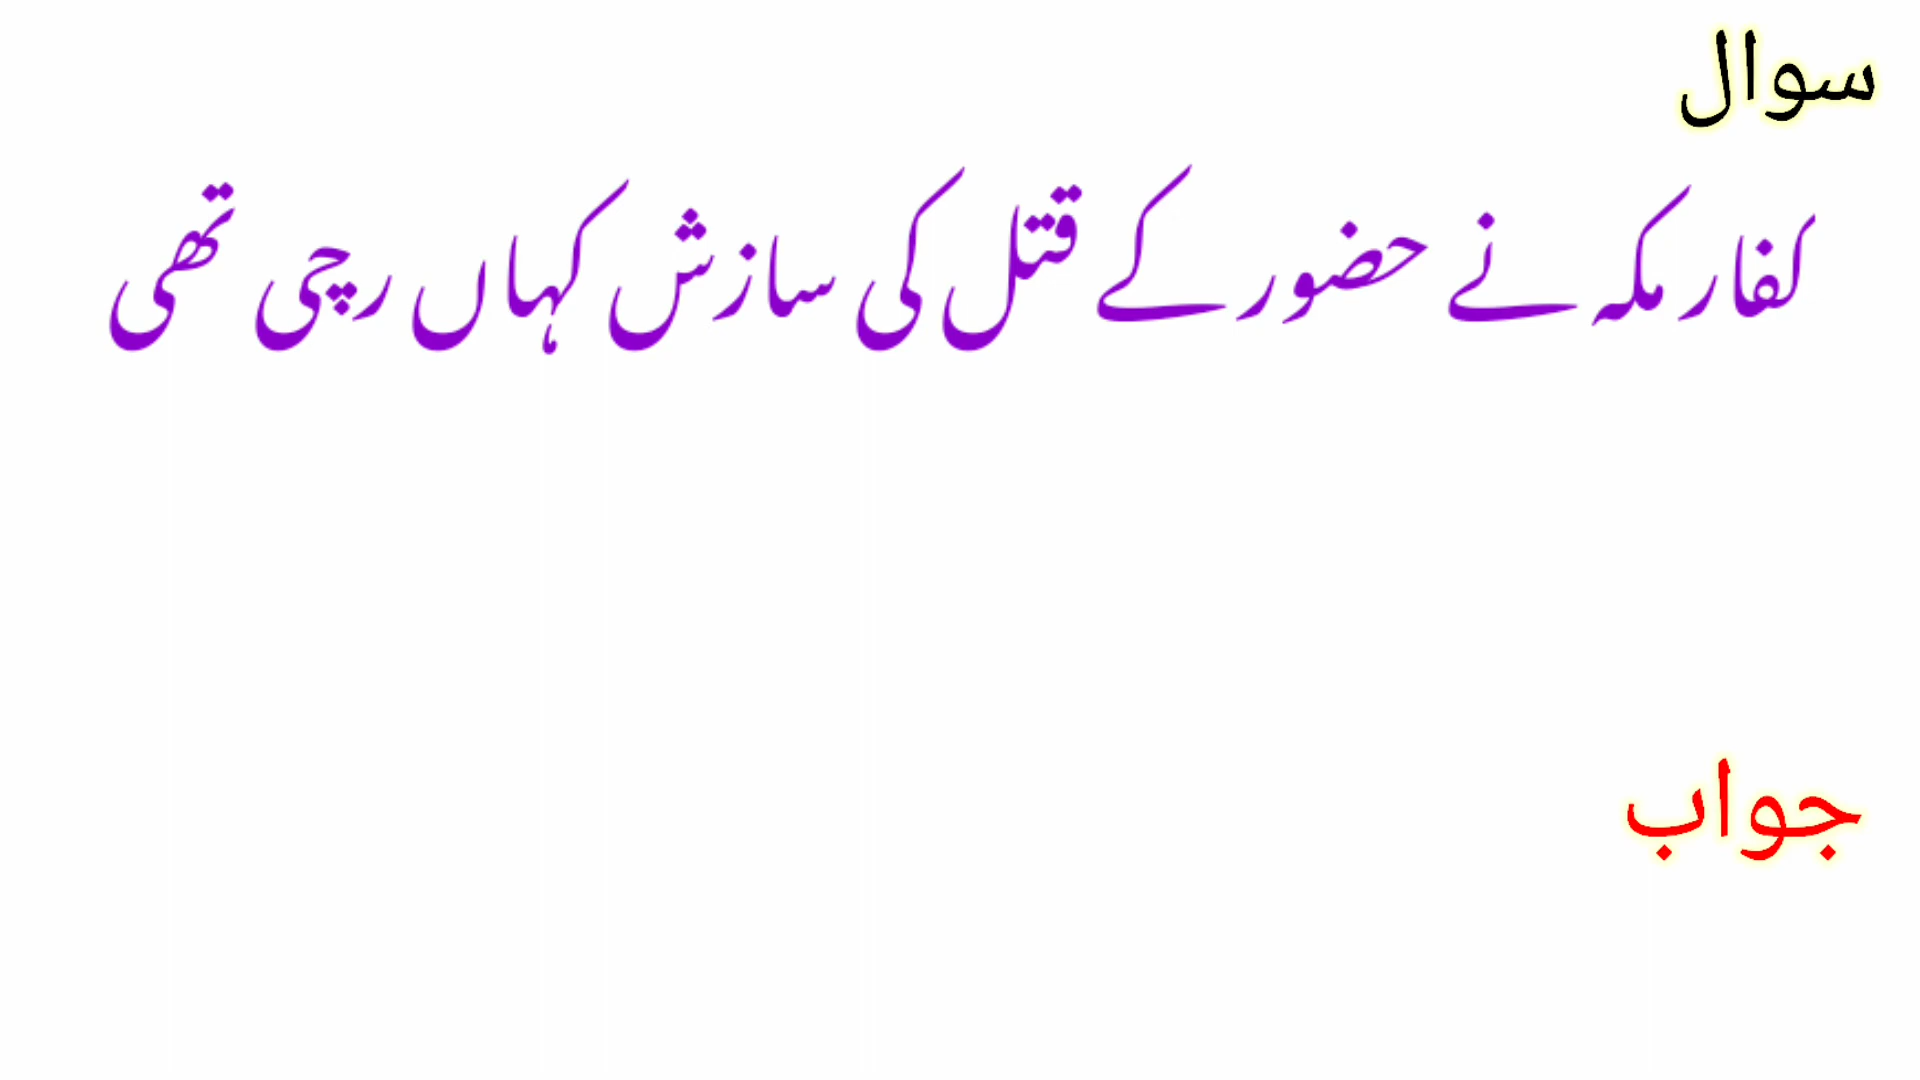 سوال
کفار مکہ نے حضور کے قتل کی سازش کہاں رچی تھی
جواب